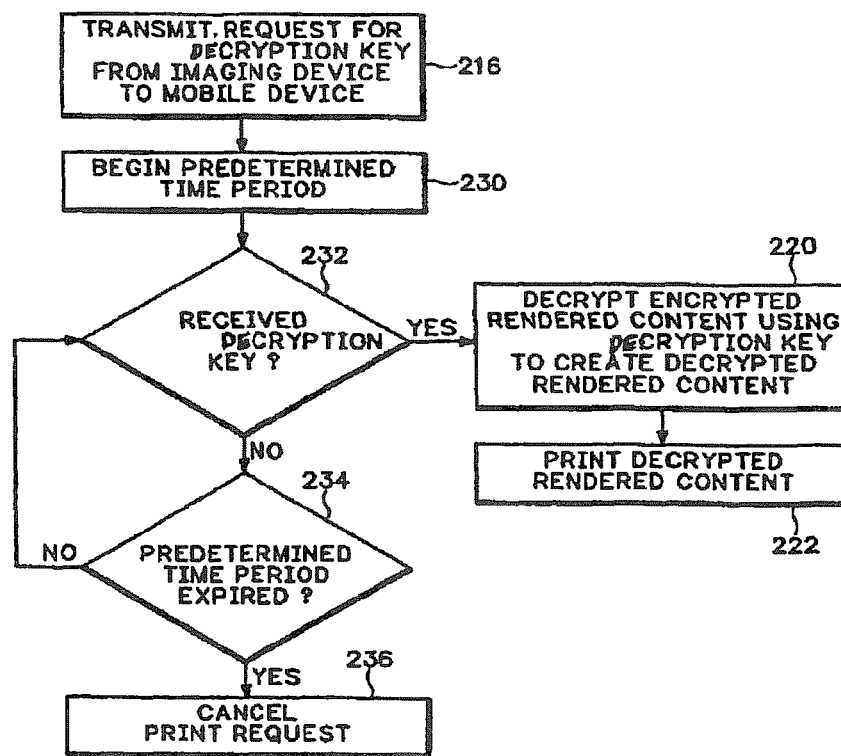 TRANSMIT. REQUEST FOR
DECRYPTION KEY
FROM IMAGING DEVICE
TO MOBILE DEVICE
216
BEGIN PREDETERMINED
TIME PERIOD
230
232
RECEIVED
DECRYPTION
KEY ?
YES
220
DECRYPT ENCRYPTED
RENDERED CONTENT USING
DECRYPTION KEY
TO CREATE DECRYPTED
RENDERED CONTENT
PRINT DECRYPTED
RENDERED CONTENT
222
NO
234
PREDETERMINED
TIME PERIOD
EXPIRED ?
NO
YES
236
CANCEL
PRINT REQUEST